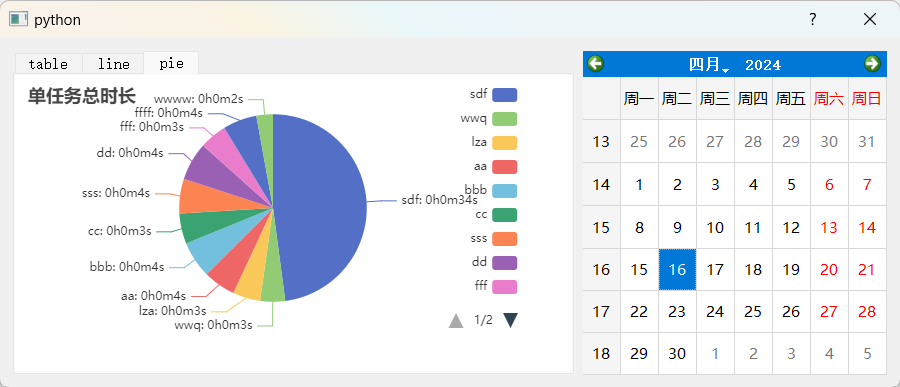 python
?
table line pie
单任务总时长
wwww: 0h0m2s
ffff: 0h0m4s
fff: 0h0m3s
dd: 0h0m4s
sss: 0h0m4s
cc: 0h0m3s
bbb: 0h0m4s
aa: 0h0m4s
lza: 0h0m3s
wwq: 0h0m3s
sdf: 0h0m34s
sdf
wwq
lza
aa
bbb
cc
sss
dd
fff
1/2
四月, 2024
周一 周二 周三 周四 周五 周六 周日
13 25 26 27 28 29 30 31
14 1 2 3 4 5 6 7
15 8 9 10 11 12 13 14
16 15 16 17 18 19 20 21
17 22 23 24 25 26 27 28
18 29 30 1 2 3 4 5